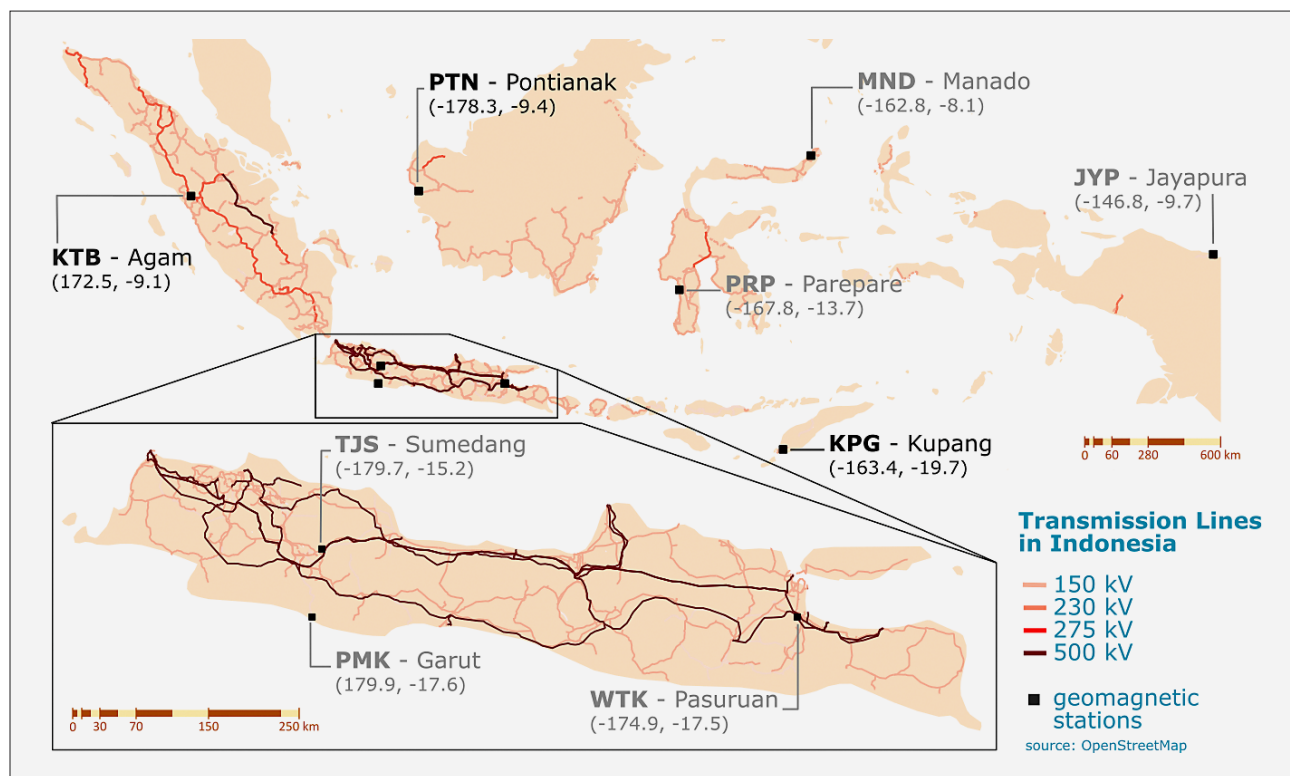 PTN - Pontianak
(-178.3, -9.4)
MND - Manado
(-162.8, -8.1)
JYP - Jayapura
(-146.8, -9.7)
KTB - Agam
(172.5, -9.1)
PRP - Parepare
(-167.8, -13.7)
KPG - Kupang
(-163.4, -19.7)
0 60 280 600 km
TJS - Sumedang
(-179.7, -15.2)
PMK - Garut
(179.9, -17.6)
WTK - Pasuruan
(-174.9, -17.5)
0 30 70 150 250 km
Transmission Lines
in Indonesia
150 kV
230 kV
275 kV
500 kV
geomagnetic
stations
source: OpenStreetMap